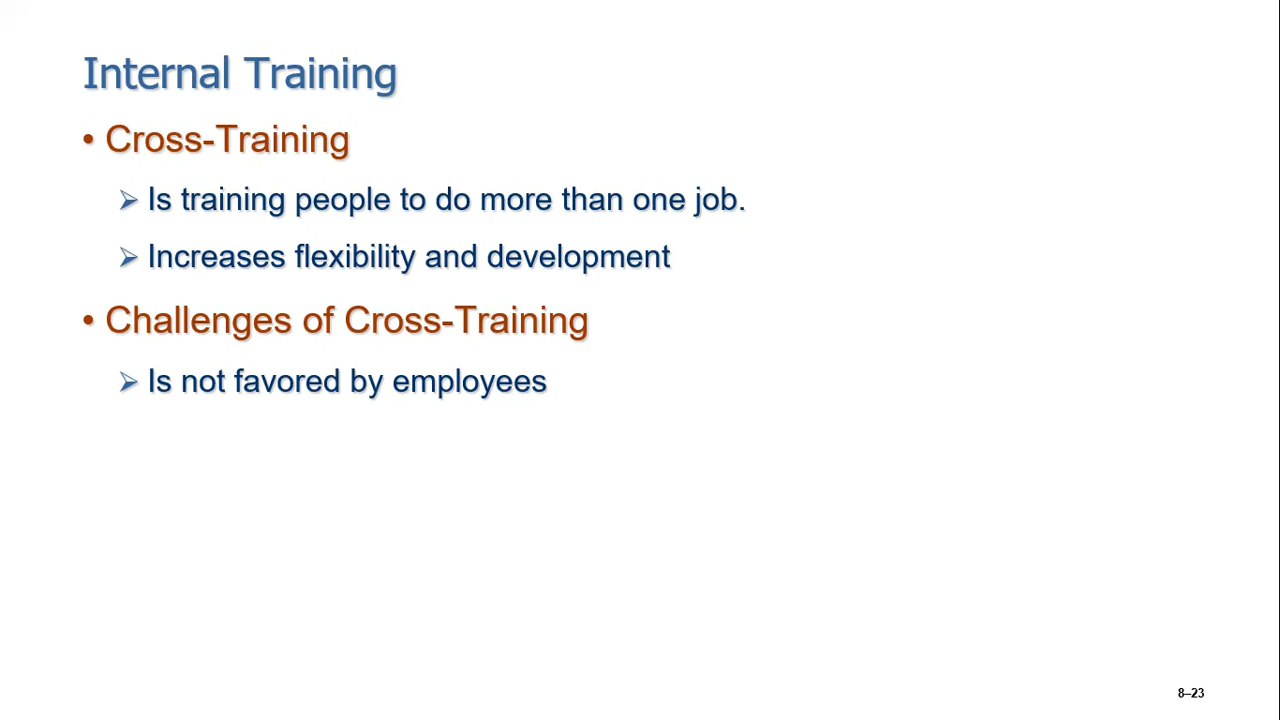 Internal Training
• Cross-Training
➢ Is training people to do more than one job.
➢ Increases flexibility and development
• Challenges of Cross-Training
➢ Is not favored by employees
8–23